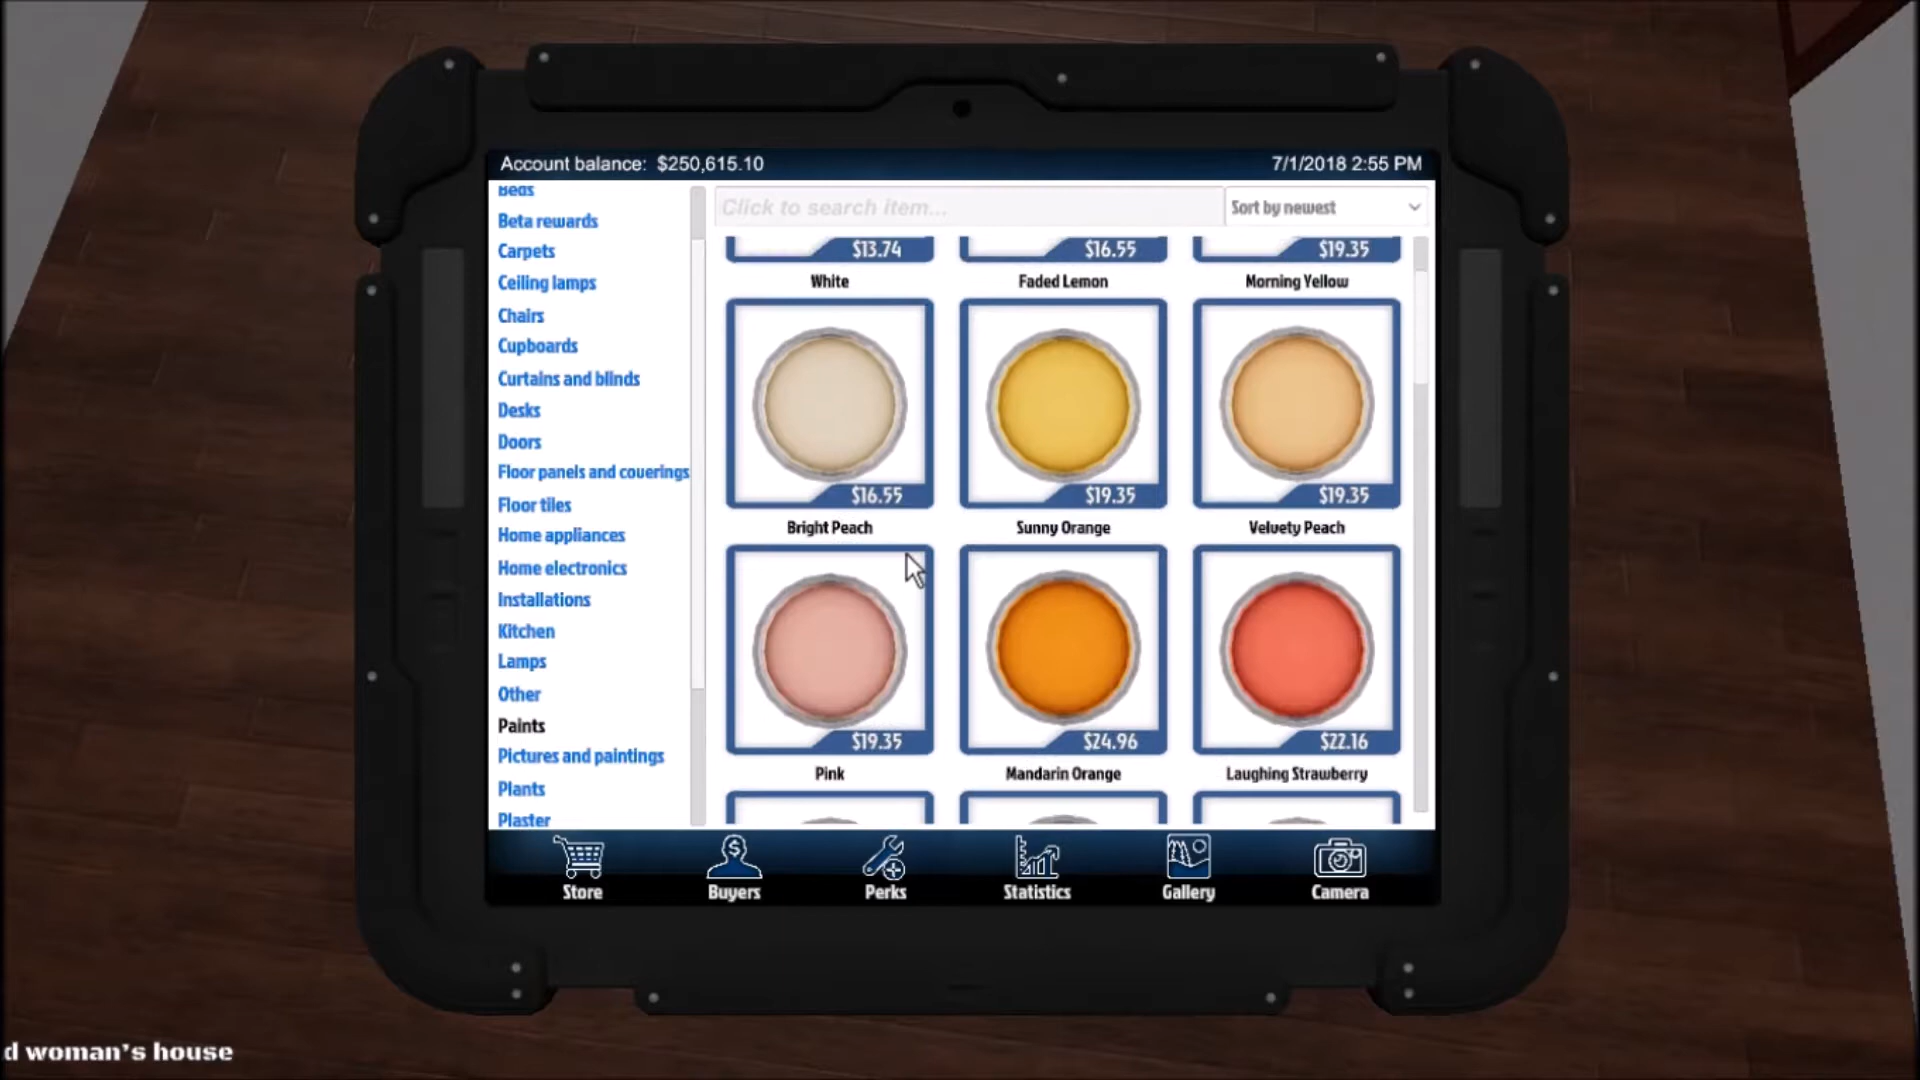 Account balance: $250,615.10
7/1/2018 2:55 PM
Beds
Beta rewards
Carpets
Ceiling lamps
Chairs
Cupboards
Curtains and blinds
Desks
Doors
Floor panels and coverings
Floor tiles
Home appliances
Home electronics
Installations
Kitchen
Lamps
Other
Paints
Pictures and paintings
Plants
Plaster
Click to search item...
Sort by newest
$13.74 $16.55 $19.35
White Faded Lemon Morning Yellow
$16.55 $19.35 $19.35
Bright Peach Sunny Orange Velvety Peach
$19.35 $24.96 $22.16
Pink Mandarin Orange Laughing Strawberry
Store Buyers Perks Statistics Gallery Camera
d woman's house